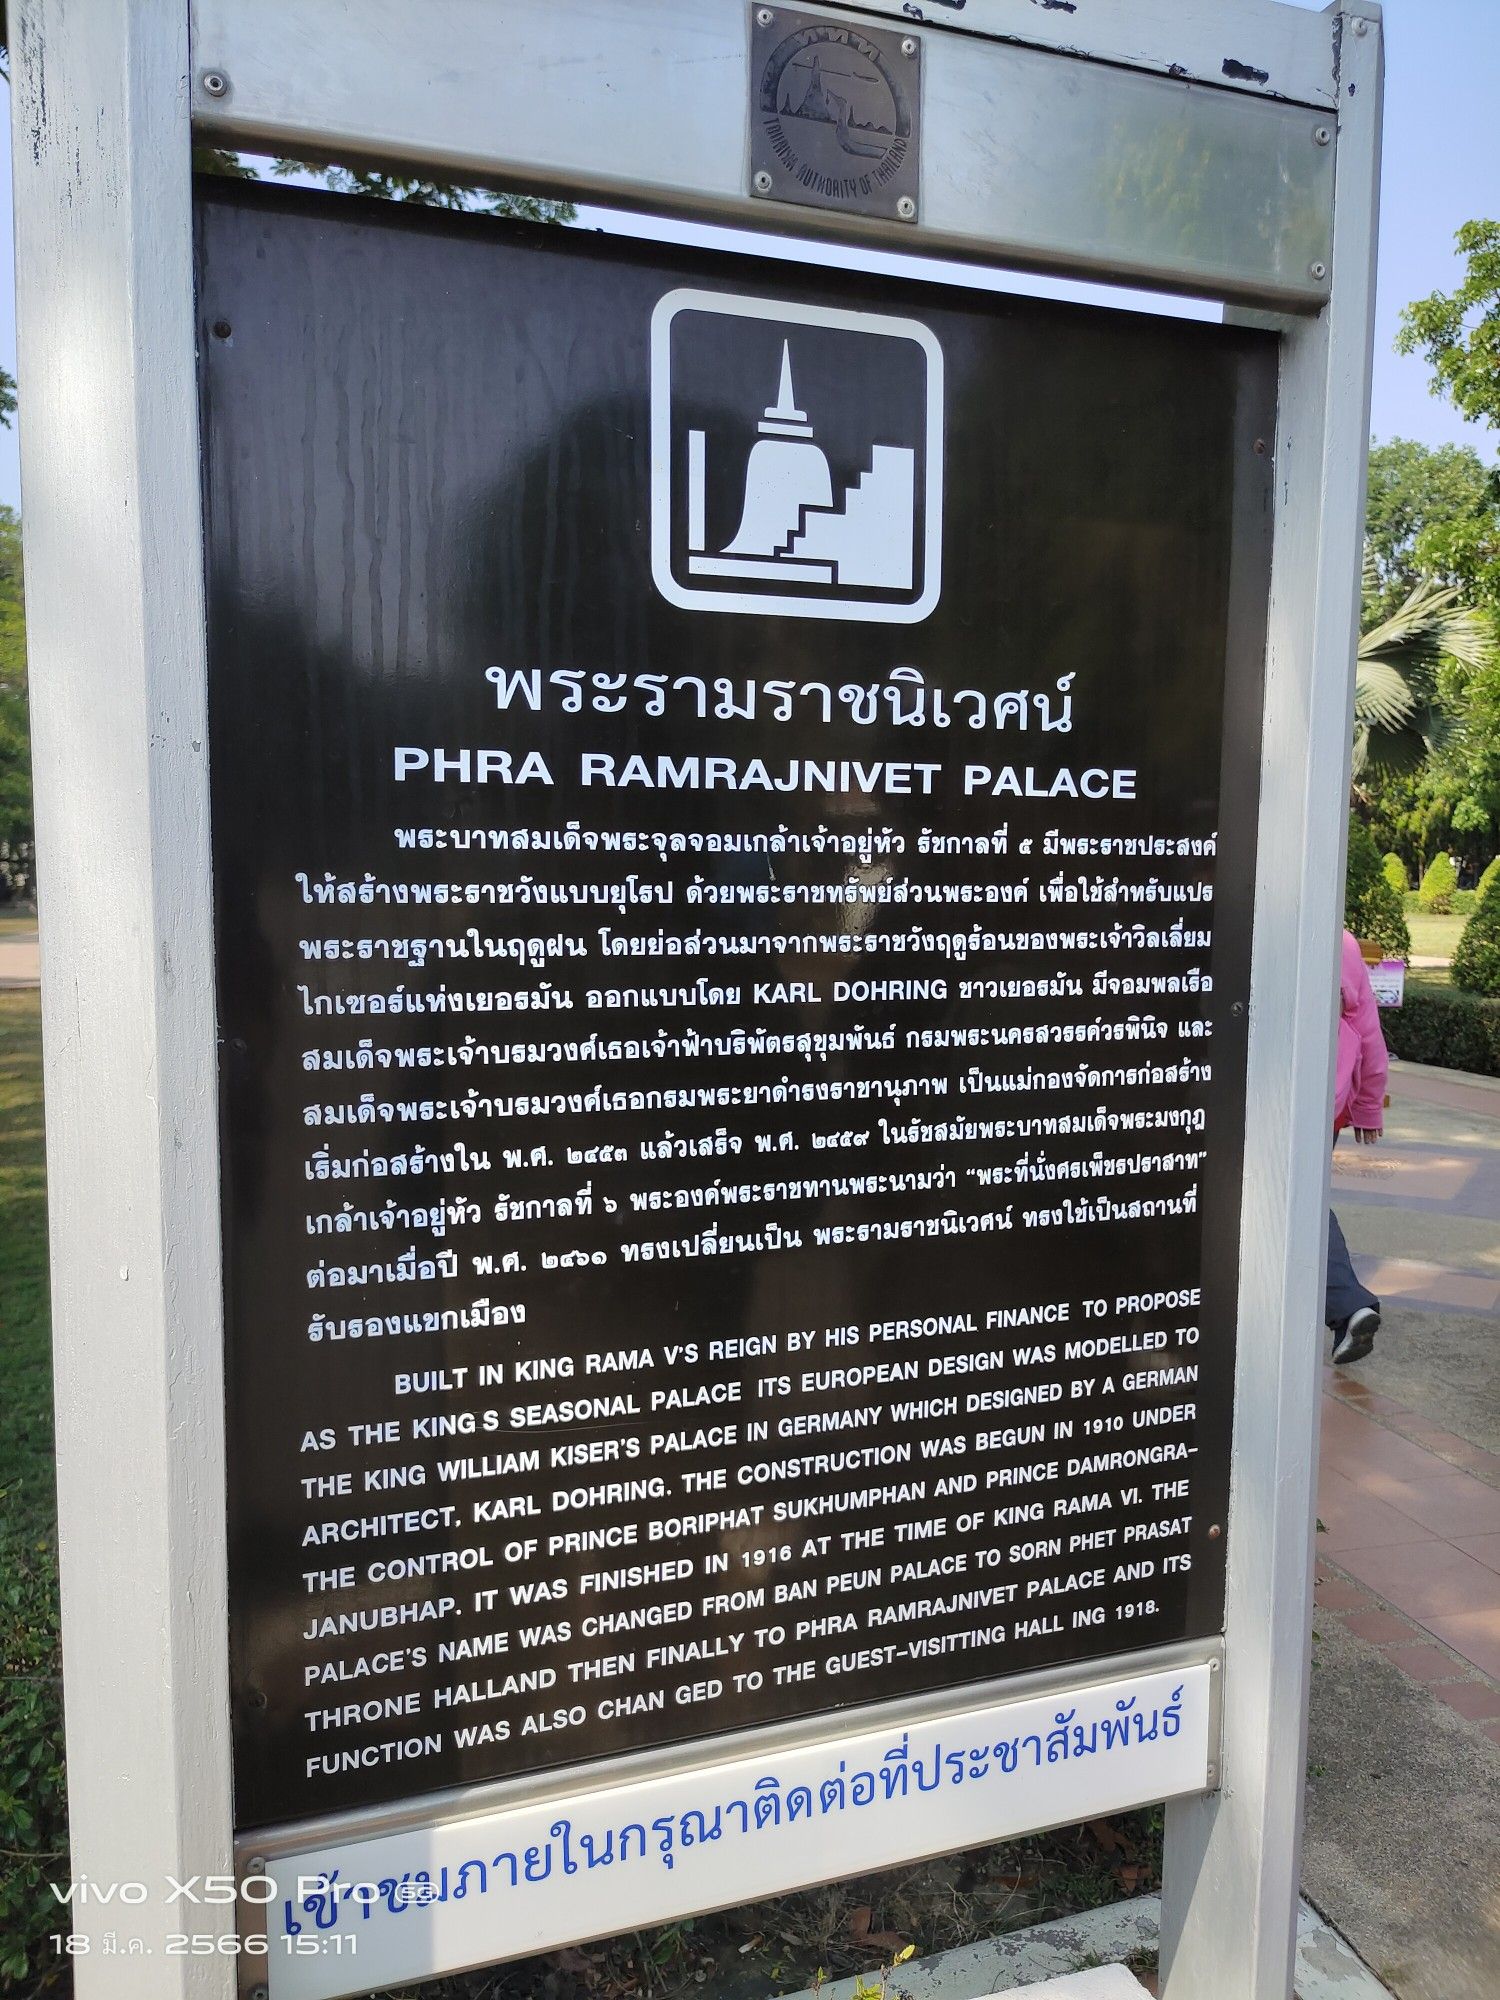 ททท
TOURISM AUTHORITY OF THAILAND
พระรามราชนิเวศน์
PHRA RAMRAJNIVET PALACE
พระบาทสมเด็จพระจุลจอมเกล้าเจ้าอยู่หัว รัชกาลที่ ๕ มีพระราชประสงค์
ให้สร้างพระราชวังแบบยุโรป ด้วยพระราชทรัพย์ส่วนพระองค์ เพื่อใช้สำหรับแปร
พระราชฐานในฤดูฝน โดยย่อส่วนมาจากพระราชวังฤดูร้อนของพระเจ้าวิลเลี่ยม
ไกเซอร์แห่งเยอรมัน ออกแบบโดย KARL DOHRING ชาวเยอรมัน มีจอมพลเรือ
สมเด็จพระเจ้าบรมวงศ์เธอเจ้าฟ้าบริพัตรสุขุมพันธ์ กรมพระนครสวรรค์วรพินิจ และ
สมเด็จพระเจ้าบรมวงศ์เธอกรมพระยาดำรงราชานุภาพ เป็นแม่กองจัดการก่อสร้าง
เริ่มก่อสร้างใน พ.ศ. ๒๔๕๓ แล้วเสร็จ พ.ศ. ๒๔๕๙ ในรัชสมัยพระบาทสมเด็จพระมงกุฎ
เกล้าเจ้าอยู่หัว รัชกาลที่ ๖ พระองค์พระราชทานพระนามว่า “พระที่นั่งศรเพ็ชรปราสาท”
ต่อมาเมื่อปี พ.ศ. ๒๔๖๑ ทรงเปลี่ยนเป็น พระรามราชนิเวศน์ ทรงใช้เป็นสถานที่
รับรองแขกเมือง
BUILT IN KING RAMA V'S REIGN BY HIS PERSONAL FINANCE TO PROPOSE
AS THE KING S SEASONAL PALACE ITS EUROPEAN DESIGN WAS MODELLED TO
THE KING WILLIAM KISER'S PALACE IN GERMANY WHICH DESIGNED BY A GERMAN
ARCHITECT, KARL DOHRING. THE CONSTRUCTION WAS BEGUN IN 1910 UNDER
THE CONTROL OF PRINCE BORIPHAT SUKHUMPHAN AND PRINCE DAMRONGRA-
JANUBHAP. IT WAS FINISHED IN 1916 AT THE TIME OF KING RAMA VI. THE
PALACE'S NAME WAS CHANGED FROM BAN PEUN PALACE TO SORN PHET PRASAT
THRONE HALLAND THEN FINALLY TO PHRA RAMRAJNIVET PALACE AND ITS
FUNCTION WAS ALSO CHAN GED TO THE GUEST-VISITTING HALL ING 1918.
เข้าชมภายในกรุณาติดต่อที่ประชาสัมพันธ์
vivo X50 Pro 5G
18 มี.ค. 2566 15:11